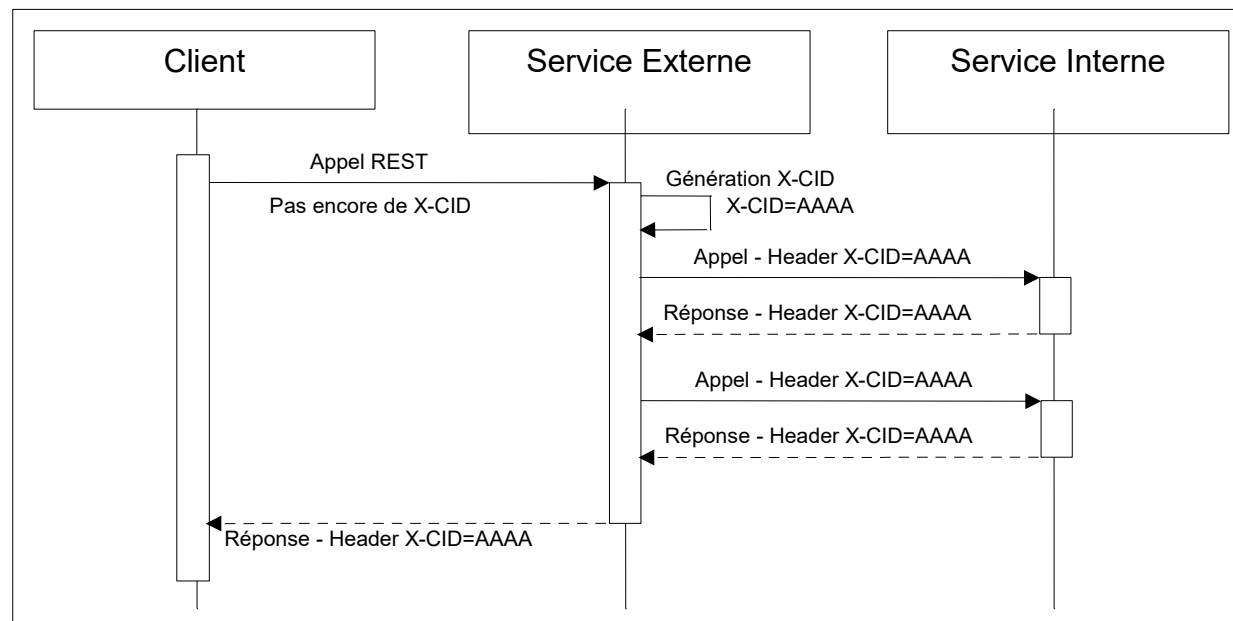 Client
Service Externe
Service Interne
Appel REST
Pas encore de X-CID
Génération X-CID
X-CID=AAAA
Appel - Header X-CID=AAAA
Réponse - Header X-CID=AAAA
Appel - Header X-CID=AAAA
Réponse - Header X-CID=AAAA
Réponse - Header X-CID=AAAA